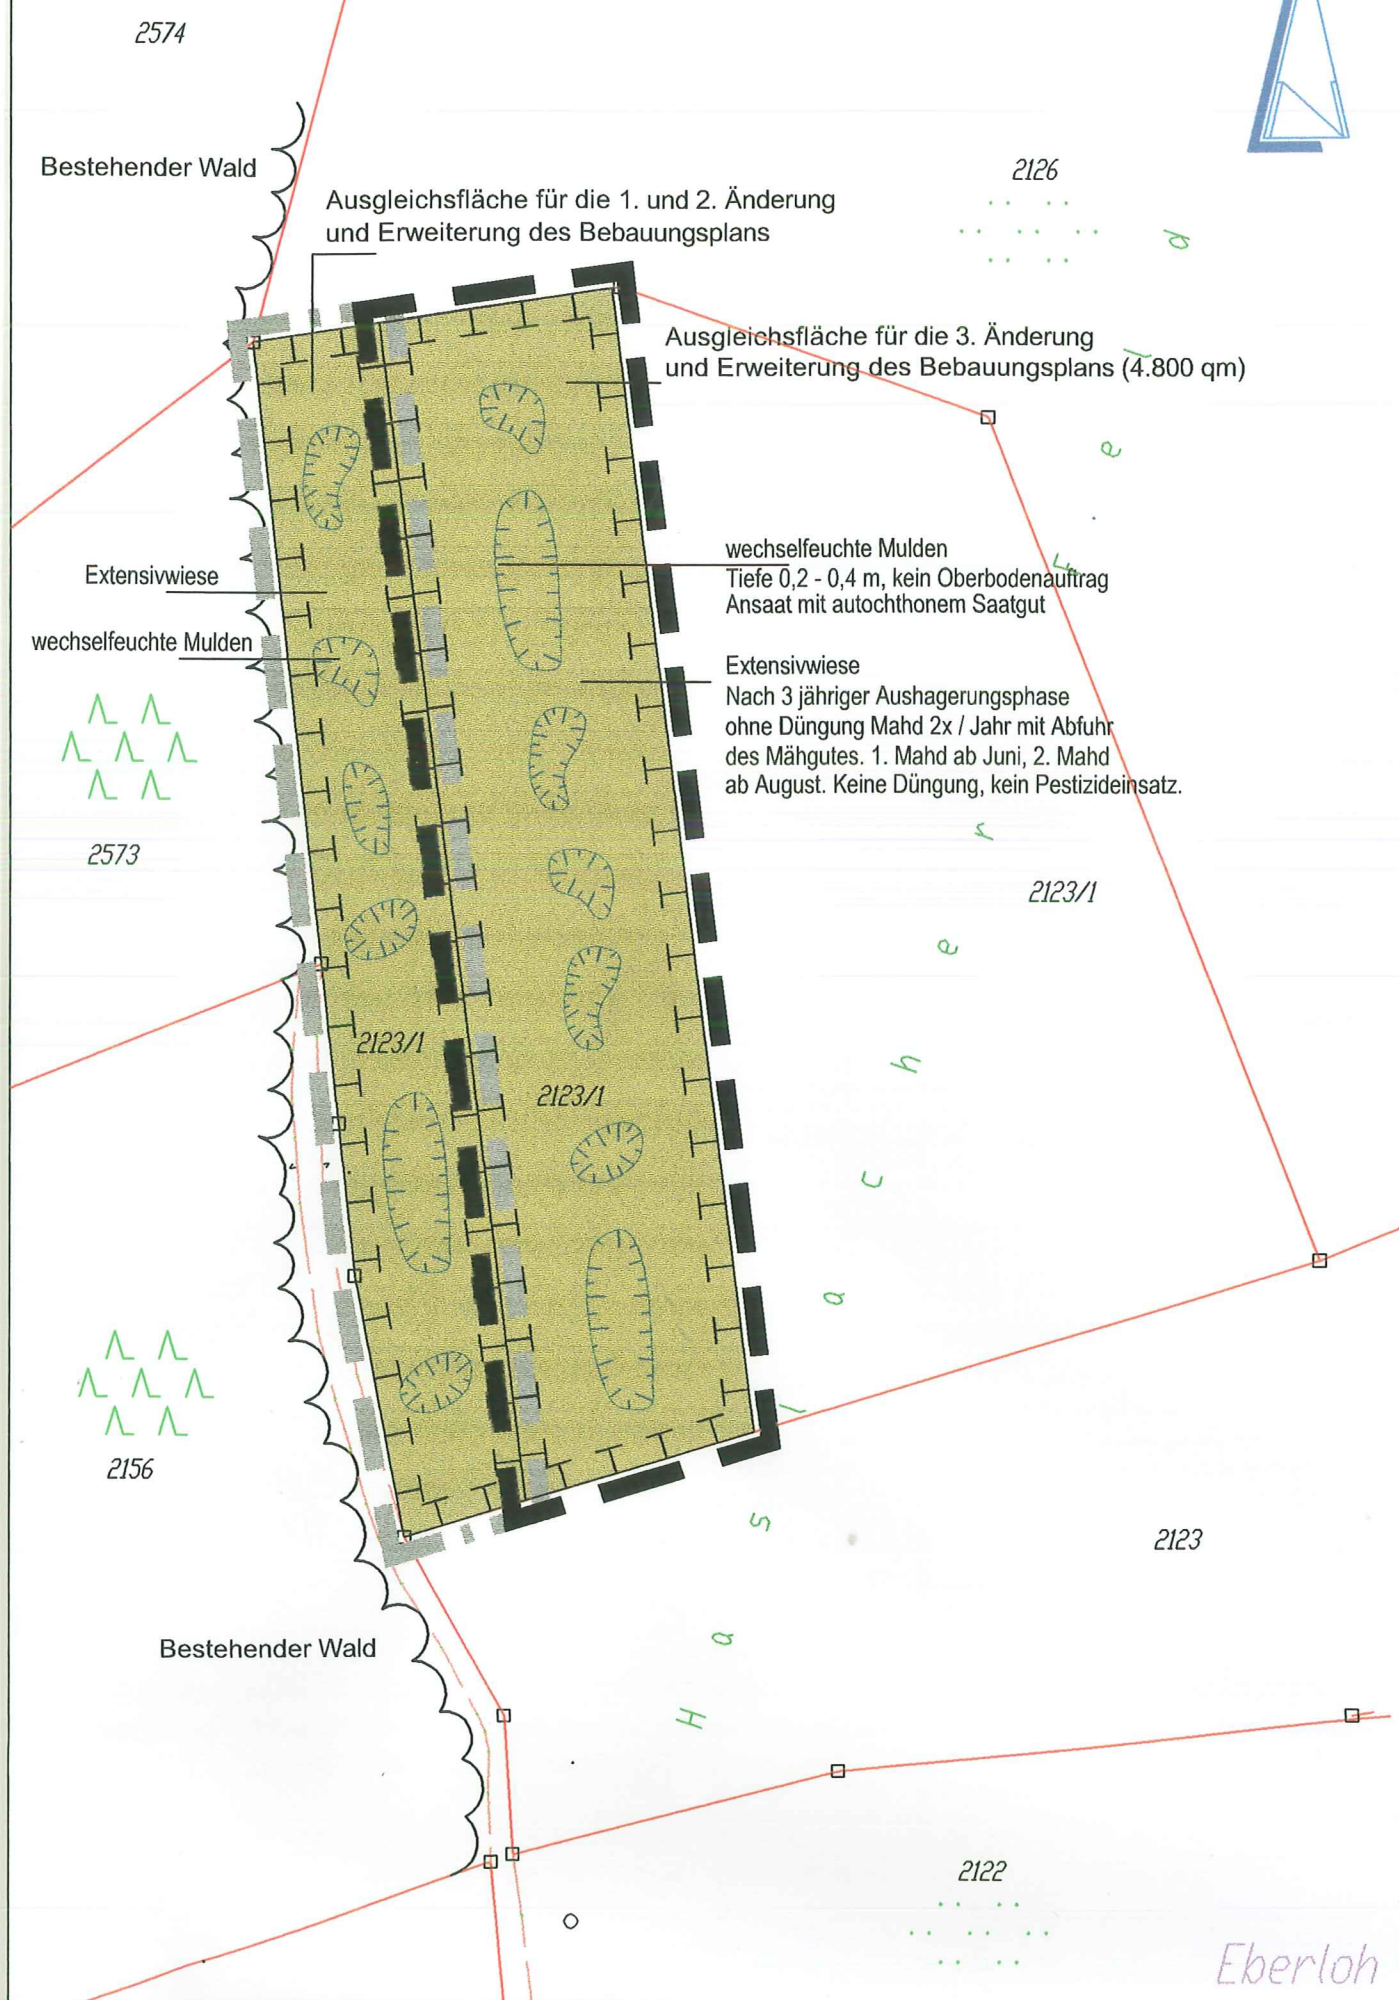 2574
Bestehender Wald
2126
Ausgleichsfläche für die 1. und 2. Änderung
und Erweiterung des Bebauungsplans
Ausgleichsfläche für die 3. Änderung
und Erweiterung des Bebauungsplans (4.800 qm)
wechselfeuchte Mulden
Tiefe 0,2 - 0,4 m, kein Oberbodenauftrag
Ansaat mit autochthonem Saatgut
Extensivwiese
wechselfeuchte Mulden
Extensivwiese
Nach 3 jähriger Aushagerungsphase
ohne Düngung Mahd 2x / Jahr mit Abfuhr
des Mähgutes. 1. Mahd ab Juni, 2. Mahd
ab August. Keine Düngung, kein Pestizideinsatz.
2573
2123/1
2123/1
2123/1
Haslacher Feld
2156
2123
Bestehender Wald
2122
Eberloh